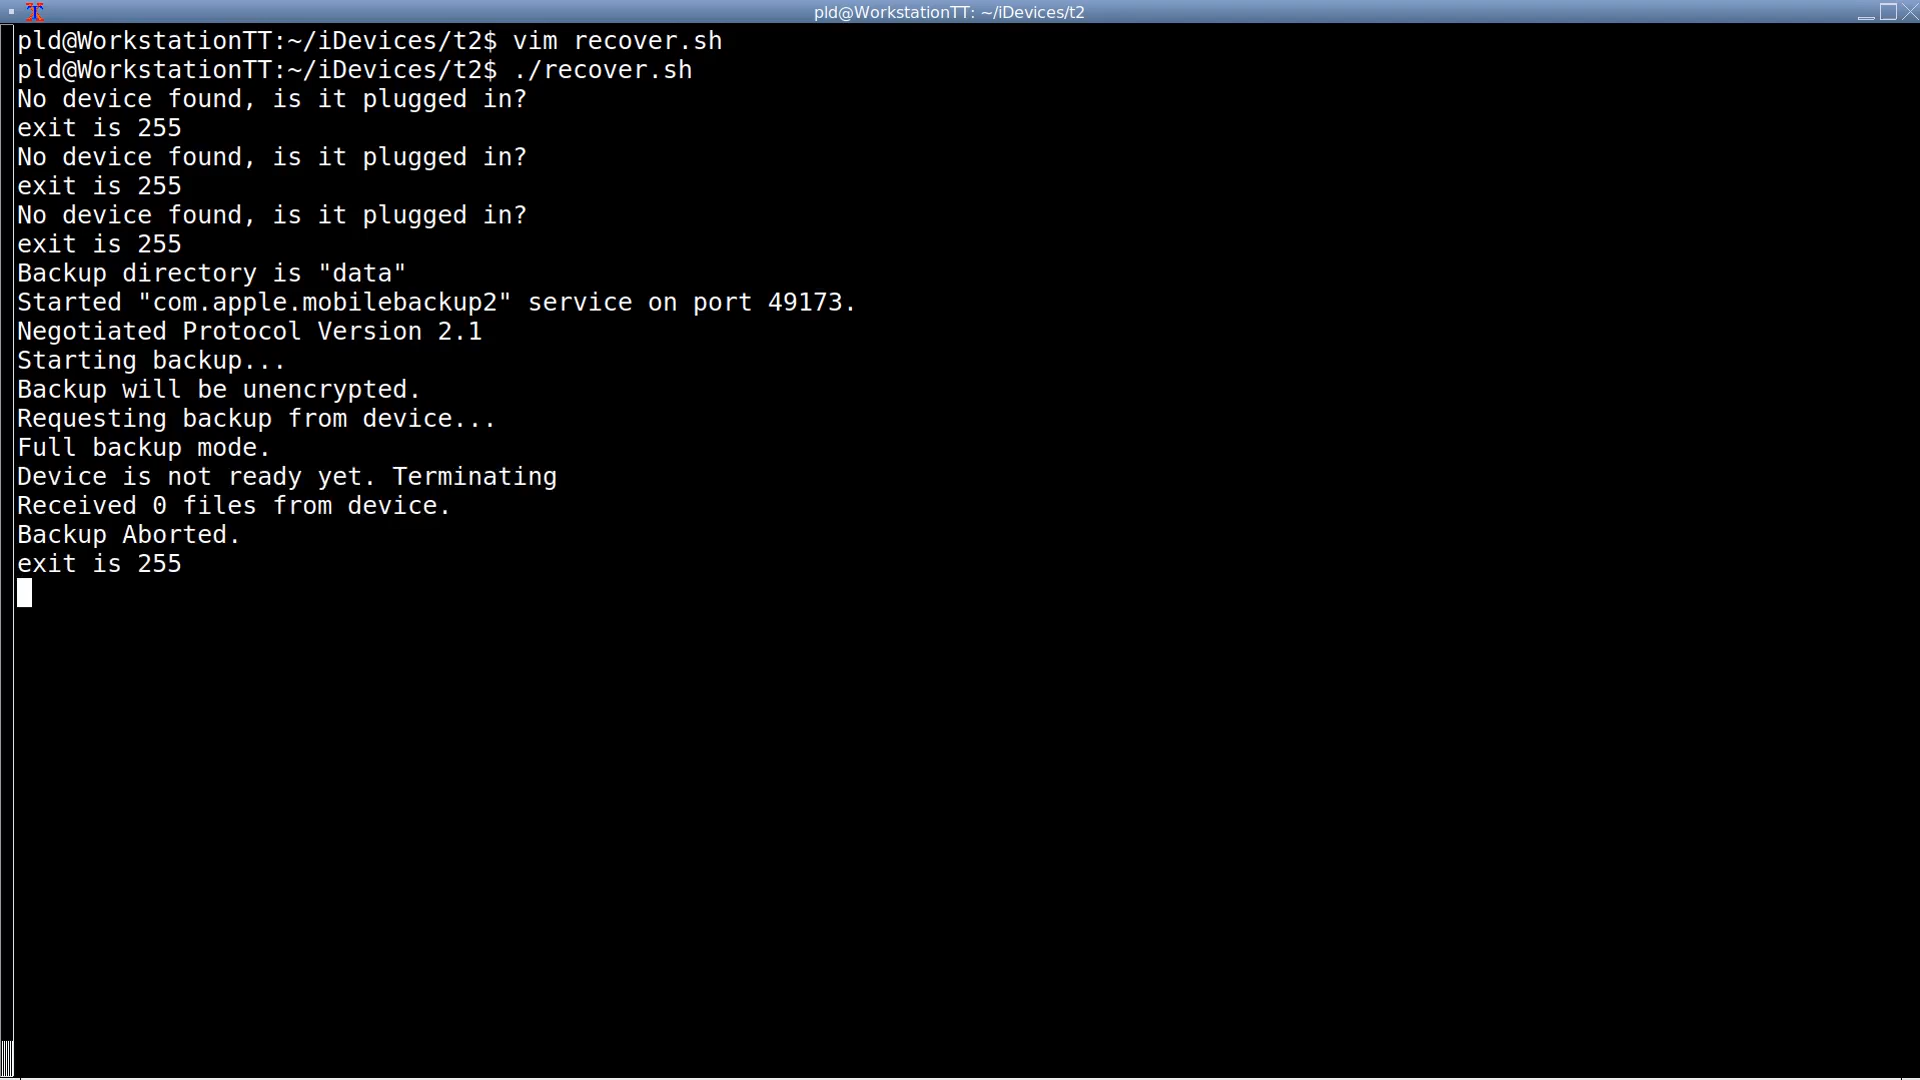 pld@WorkstationTT: ~/iDevices/t2
pld@WorkstationTT:~/iDevices/t2$ vim recover.sh
pld@WorkstationTT:~/iDevices/t2$ ./recover.sh
No device found, is it plugged in?
exit is 255
No device found, is it plugged in?
exit is 255
No device found, is it plugged in?
exit is 255
Backup directory is "data"
Started "com.apple.mobilebackup2" service on port 49173.
Negotiated Protocol Version 2.1
Starting backup...
Backup will be unencrypted.
Requesting backup from device...
Full backup mode.
Device is not ready yet. Terminating
Received 0 files from device.
Backup Aborted.
exit is 255